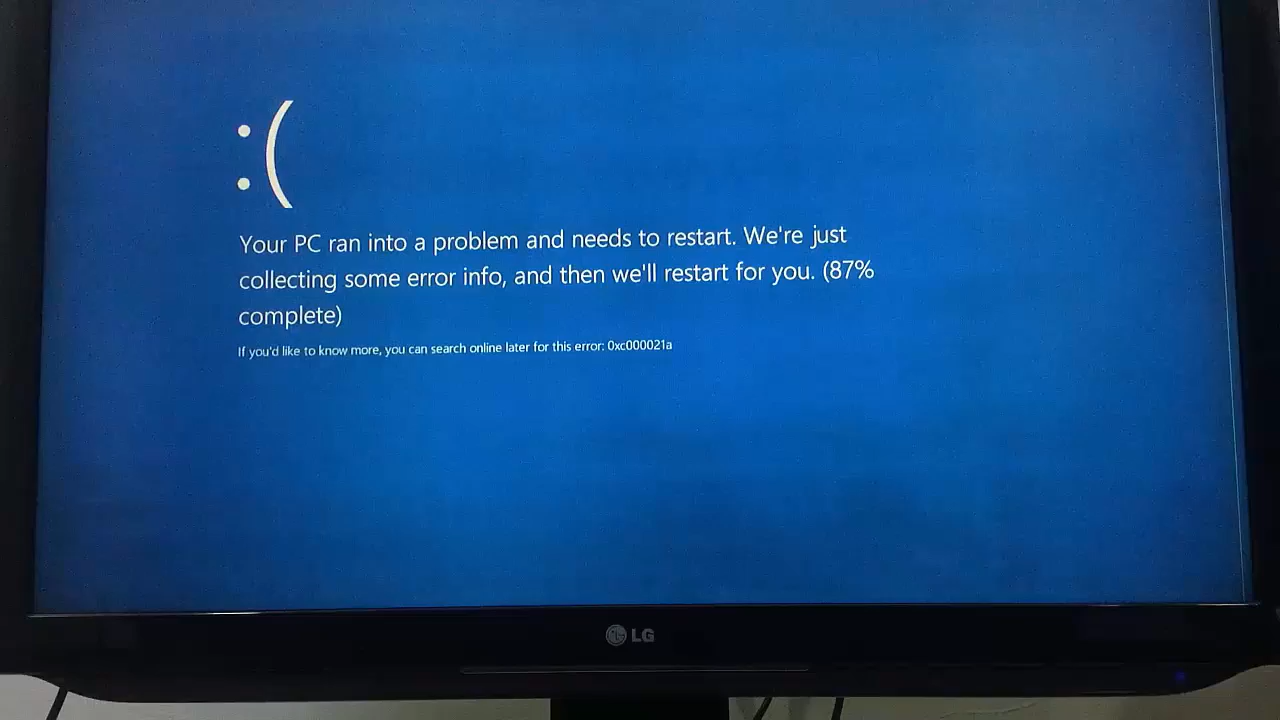 :(
Your PC ran into a problem and needs to restart. We're just
collecting some error info, and then we'll restart for you. (87%
complete)
If you'd like to know more, you can search online later for this error: 0xc000021a
LG